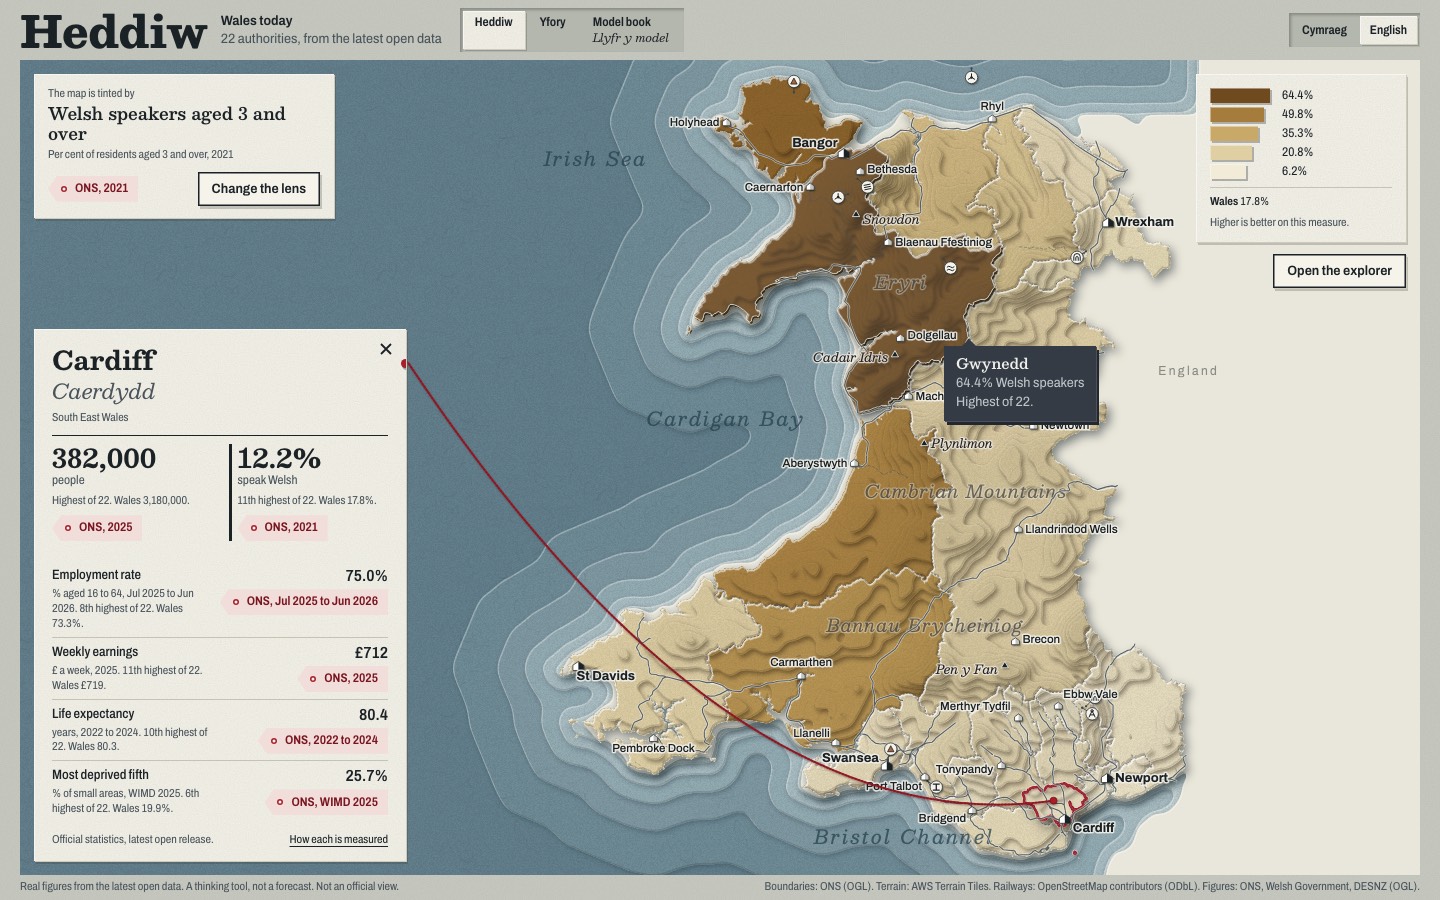 Heddiw
Wales today
22 authorities, from the latest open data
Heddiw
Yfory
Model book
Llyfr y model
Cymraeg
English
The map is tinted by
Welsh speakers aged 3 and
over
Per cent of residents aged 3 and over, 2021
ONS, 2021
Change the lens
64.4%
49.8%
35.3%
20.8%
6.2%
Wales 17.8%
Higher is better on this measure.
Open the explorer
Irish Sea
Holyhead
Bangor
Rhyl
Bethesda
Caernarfon
Snowdon
Wrexham
Blaenau Ffestiniog
Eryri
Dolgellau
Cadair Idris
Gwynedd
64.4% Welsh speakers
Highest of 22.
England
Mach
Newtown
Cardigan Bay
Plynlimon
Aberystwyth
Cambrian Mountains
Llandrindod Wells
Bannau Brycheiniog
Brecon
Carmarthen
Pen y Fan
St Davids
Ebbw Vale
Merthyr Tydfil
Llanelli
Pembroke Dock
Swansea
Tonypandy
Newport
Port Talbot
Bridgend
Cardiff
Bristol Channel
Cardiff
Caerdydd
South East Wales
382,000
people
Highest of 22. Wales 3,180,000.
ONS, 2025
12.2%
speak Welsh
11th highest of 22. Wales 17.8%.
ONS, 2021
Employment rate
75.0%
% aged 16 to 64, Jul 2025 to Jun
2026. 8th highest of 22. Wales
73.3%.
ONS, Jul 2025 to Jun 2026
Weekly earnings
£712
£ a week, 2025. 11th highest of 22.
Wales £719.
ONS, 2025
Life expectancy
80.4
years, 2022 to 2024. 10th highest of
22. Wales 80.3.
ONS, 2022 to 2024
Most deprived fifth
25.7%
% of small areas, WIMD 2025. 6th
highest of 22. Wales 19.9%.
ONS, WIMD 2025
Official statistics, latest open release.
How each is measured
Real figures from the latest open data. A thinking tool, not a forecast. Not an official view.
Boundaries: ONS (OGL). Terrain: AWS Terrain Tiles. Railways: OpenStreetMap contributors (ODbL). Figures: ONS, Welsh Government, DESNZ (OGL).